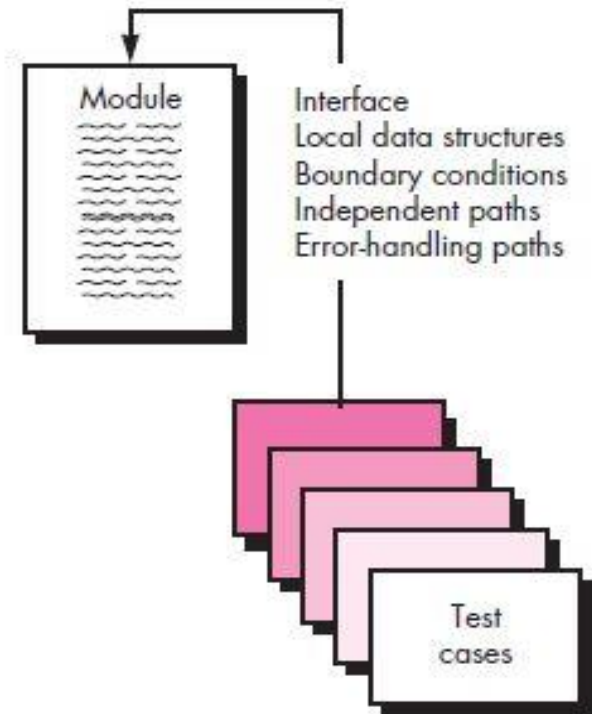 Module
Interface
Local data structures
Boundary conditions
Independent paths
Error-handling paths
Test
cases